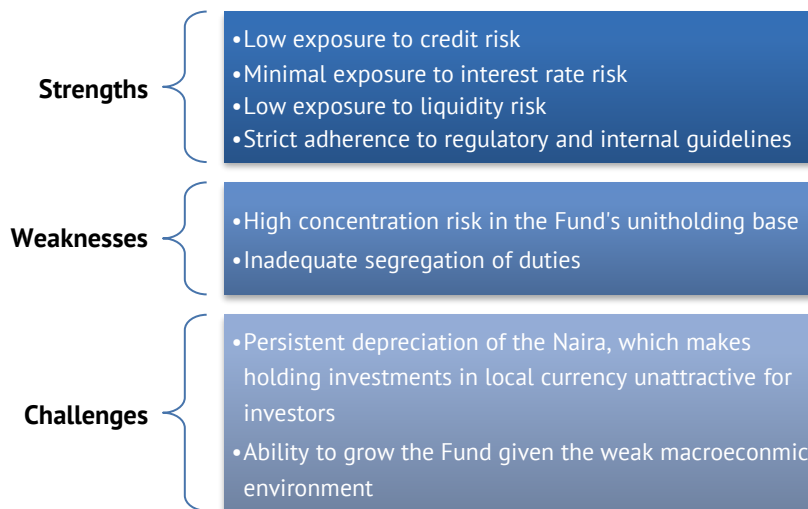 Strengths
•Low exposure to credit risk
•Minimal exposure to interest rate risk
•Low exposure to liquidity risk
•Strict adherence to regulatory and internal guidelines
Weaknesses
•High concentration risk in the Fund's unitholding base
•Inadequate segregation of duties
Challenges
•Persistent depreciation of the Naira, which makes
holding investments in local currency unattractive for
investors
•Ability to grow the Fund given the weak macroeconmic
environment